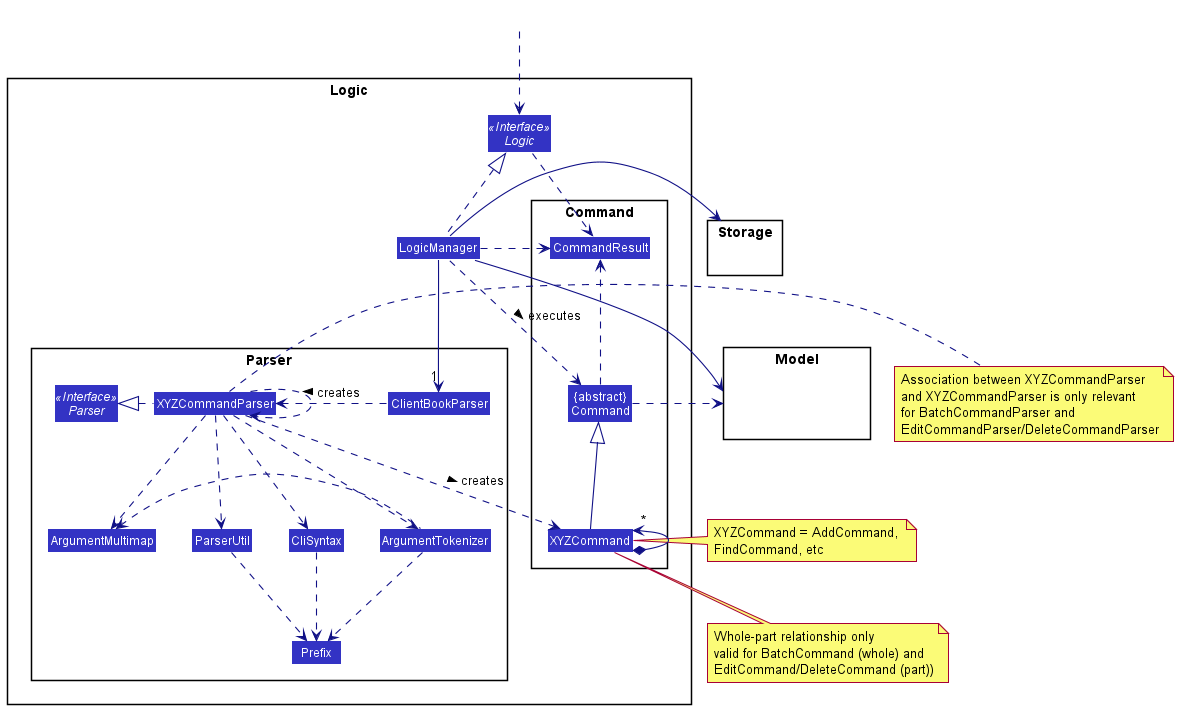 Logic
«Interface»
Logic
Command
Storage
LogicManager
CommandResult
executes
Parser
Model
«Interface»
Parser
XYZCommandParser
creates
1
ClientBookParser
{abstract}
Command
Association between XYZCommandParser
and XYZCommandParser is only relevant
for BatchCommandParser and
EditCommandParser/DeleteCommandParser
creates
*
ArgumentMultimap
ParserUtil
CliSyntax
ArgumentTokenizer
XYZCommand
XYZCommand = AddCommand,
FindCommand, etc
Prefix
Whole-part relationship only
valid for BatchCommand (whole) and
EditCommand/DeleteCommand (part))